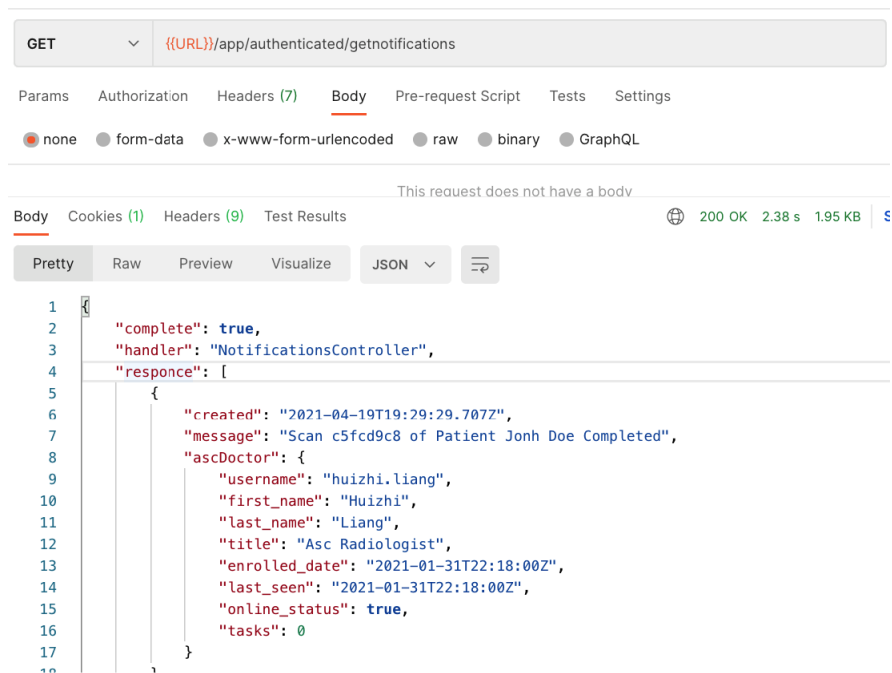 GET {{URL}}/app/authenticated/getnotifications
Params Authorization Headers (7) Body Pre-request Script Tests Settings
none form-data x-www-form-urlencoded raw binary GraphQL
This request does not have a body
Body Cookies (1) Headers (9) Test Results 200 OK 2.38 s 1.95 KB S
Pretty Raw Preview Visualize JSON
1 {
2 "complete": true,
3 "handler": "NotificationsController",
4 "responce": [
5 {
6 "created": "2021-04-19T19:29:29.707Z",
7 "message": "Scan c5fcd9c8 of Patient Jonh Doe Completed",
8 "ascDoctor": {
9 "username": "huizhi.liang",
10 "first_name": "Huizhi",
11 "last_name": "Liang",
12 "title": "Asc Radiologist",
13 "enrolled_date": "2021-01-31T22:18:00Z",
14 "last_seen": "2021-01-31T22:18:00Z",
15 "online_status": true,
16 "tasks": 0
17 }
18 }